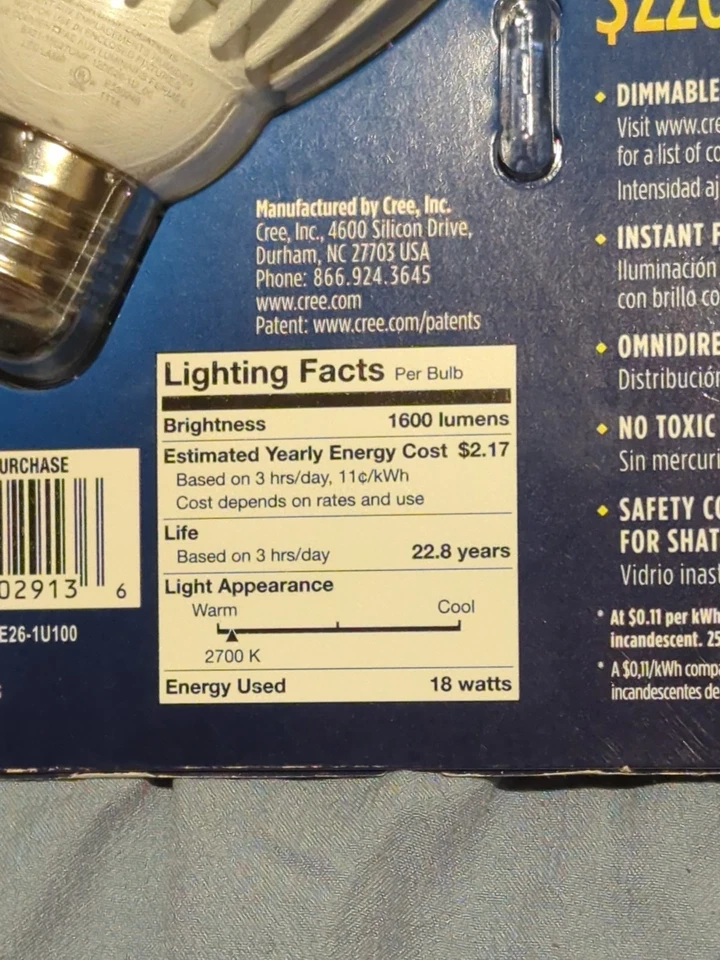 $220
DIMMABLE
Visit www.cre
for a list of co
Intensidad aj
INSTANT F
Iluminación
con brillo co
OMNIDIRE
Distribución
NO TOXIC
Sin mercuri
SAFETY CO
FOR SHAT
Vidrio inast
* At $0.11 per kWh
incandescent. 25
* A $0,11/kWh compa
incandescentes de
Manufactured by Cree, Inc.
Cree, Inc., 4600 Silicon Drive,
Durham, NC 27703 USA
Phone: 866.924.3645
www.cree.com
Patent: www.cree.com/patents
Lighting Facts Per Bulb
Brightness 1600 lumens
Estimated Yearly Energy Cost $2.17
Based on 3 hrs/day, 11¢/kWh
Cost depends on rates and use
Life
Based on 3 hrs/day 22.8 years
Light Appearance
Warm Cool
2700 K
Energy Used 18 watts
URCHASE
02913 6
E26-1U100